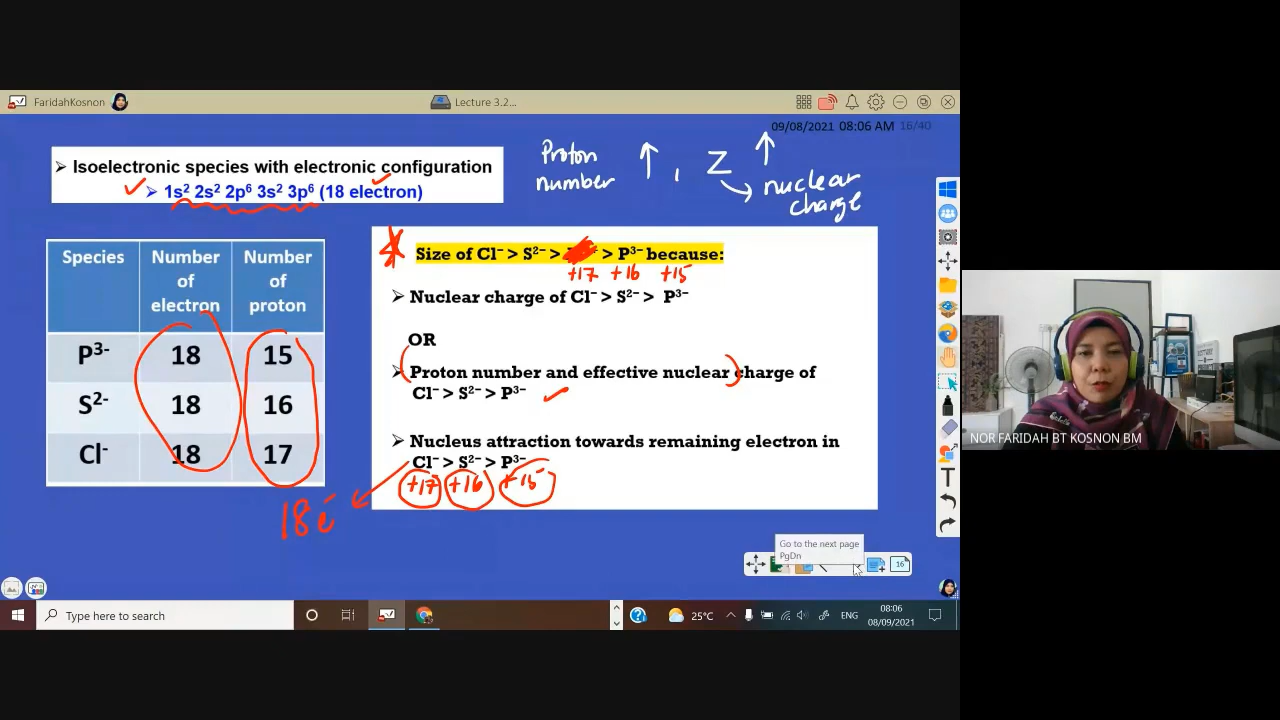 FaridahKosnon
Lecture 3.2...
09/08/2021 08:06 AM 16/40
➢ Isoelectronic species with electronic configuration
➢ 1s² 2s² 2p⁶ 3s² 3p⁶ (18 electron)
Proton number ↑ , Z ↑
→ nuclear charge
Species Number of electron Number of proton
P³⁻ 18 15
S²⁻ 18 16
Cl⁻ 18 17
18e⁻
Size of Cl⁻ > S²⁻ > > P³⁻ because:
+17 +16 +15
➢ Nuclear charge of Cl⁻ > S²⁻ > P³⁻
OR
➢ (Proton number and effective nuclear) charge of
Cl⁻ > S²⁻ > P³⁻
➢ Nucleus attraction towards remaining electron in
Cl⁻ > S²⁻ > P³⁻
+17 +16 +15
Go to the next page
PgDn
16
T
NOR FARIDAH BT KOSNON BM
Type here to search
25°C
ENG
08:06
08/09/2021